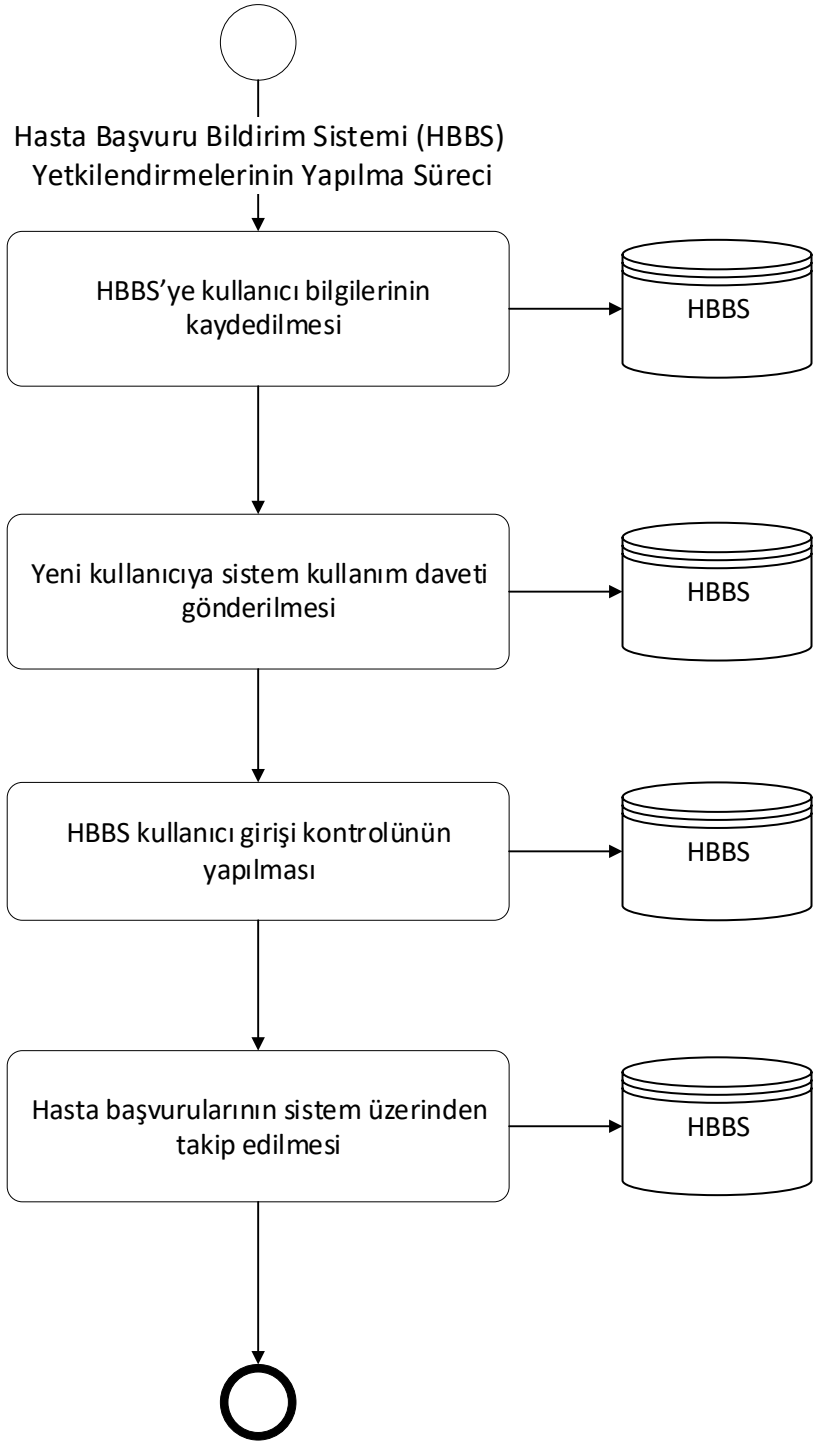 Hasta Başvuru Bildirim Sistemi (HBBS)
Yetkilendirmelerinin Yapılma Süreci
HBBS’ye kullanıcı bilgilerinin
kaydedilmesi
HBBS
Yeni kullanıcıya sistem kullanım daveti
gönderilmesi
HBBS
HBBS kullanıcı girişi kontrolünün
yapılması
HBBS
Hasta başvurularının sistem üzerinden
takip edilmesi
HBBS